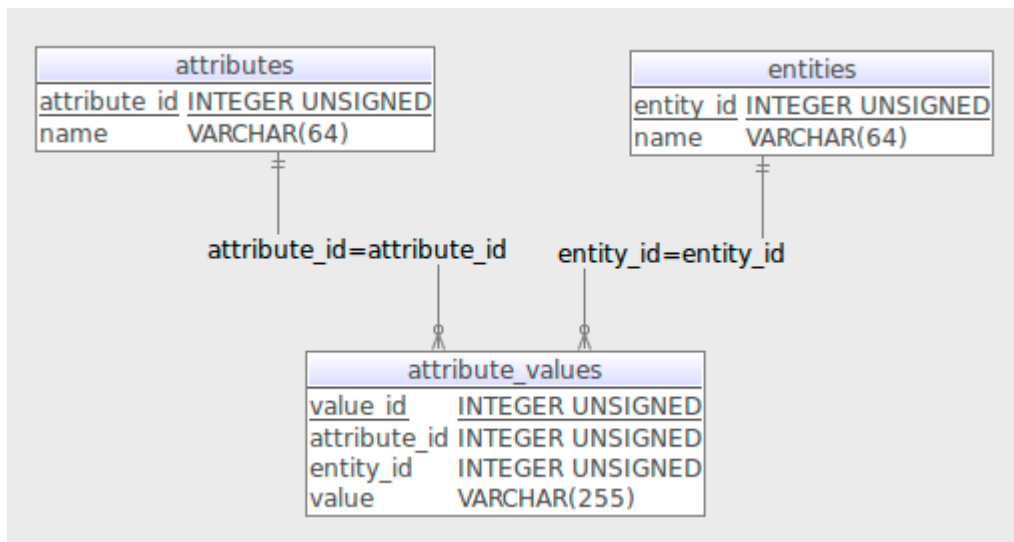 attributes
attribute_id INTEGER UNSIGNED
name VARCHAR(64)
entities
entity_id INTEGER UNSIGNED
name VARCHAR(64)
attribute_id=attribute_id
entity_id=entity_id
attribute_values
value_id INTEGER UNSIGNED
attribute_id INTEGER UNSIGNED
entity_id INTEGER UNSIGNED
value VARCHAR(255)